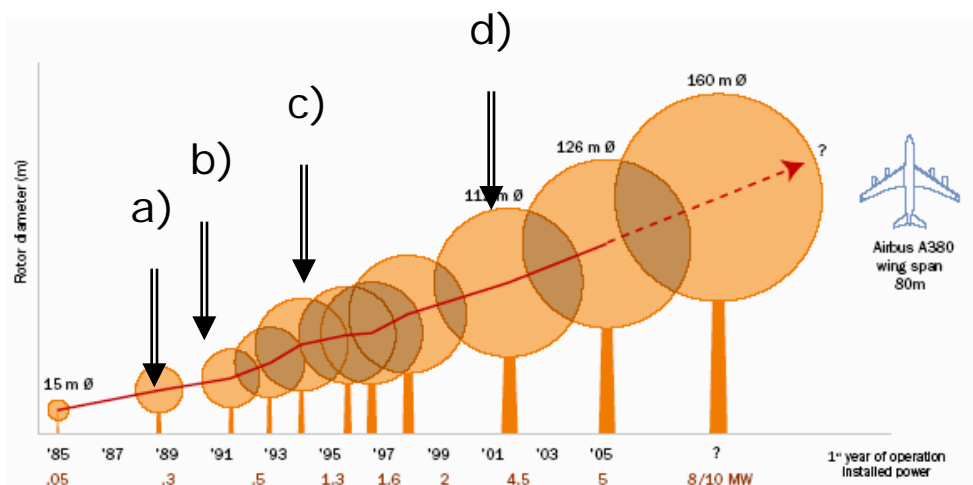 d)
160 m Ø
c)
126 m Ø
?
b)
a)
m Ø
Rotor diameter (m)
Airbus A380
wing span
80m
15 m Ø
'85 '87 '89 '91 '93 '95 '97 '99 '01 '03 '05 ?
1st year of operation
.05 .3 .5 1.3 1.6 2 4.5 5 8/10 MW
Installed power